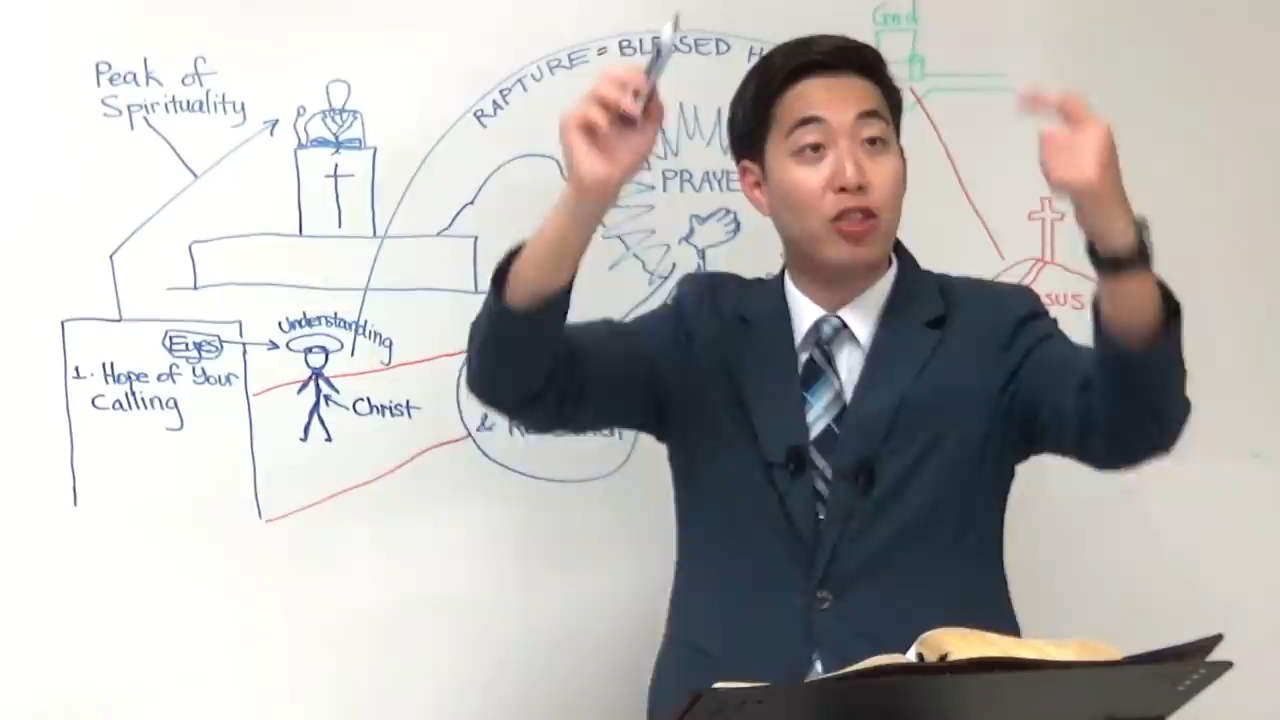 Peak of
Spirituality
RAPTURE = BLESSED H
God
PRAYE
Understanding
Eyes
1. Hope of Your
Calling
Christ
SUS
&